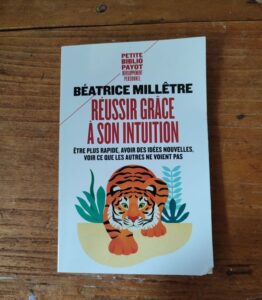 PETITE
BIBLIO
PAYOT
DÉVELOPPEMENT
PERSONNEL
BÉATRICE MILLÊTRE
RÉUSSIR GRÂCE
À SON INTUITION
ÊTRE PLUS RAPIDE, AVOIR DES IDÉES NOUVELLES,
VOIR CE QUE LES AUTRES NE VOIENT PAS